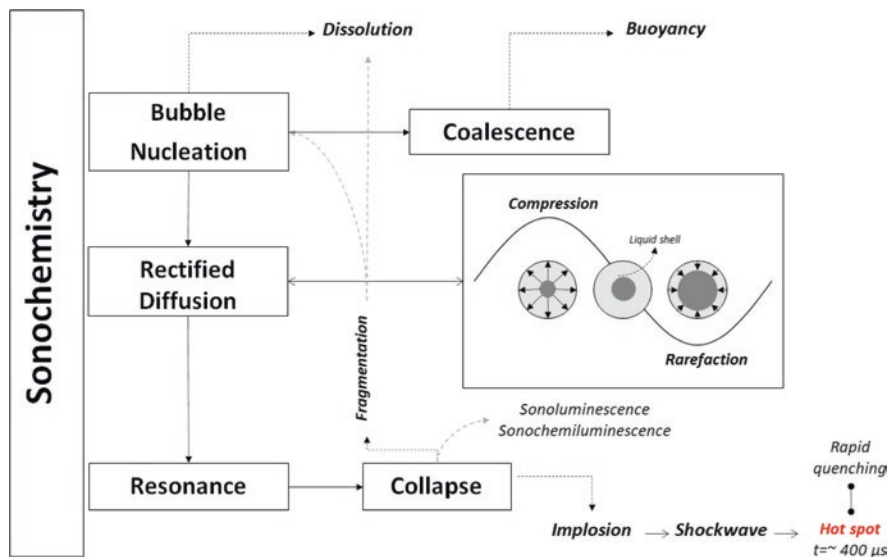 Sonochemistry
Dissolution
Buoyancy
Bubble
Nucleation
Coalescence
Compression
Liquid shell
Rectified
Diffusion
Rarefaction
Fragmentation
Sonoluminescence
Sonochemiluminescence
Resonance
Collapse
Rapid
quenching
Implosion
Shockwave
Hot spot
t=~ 400 µs